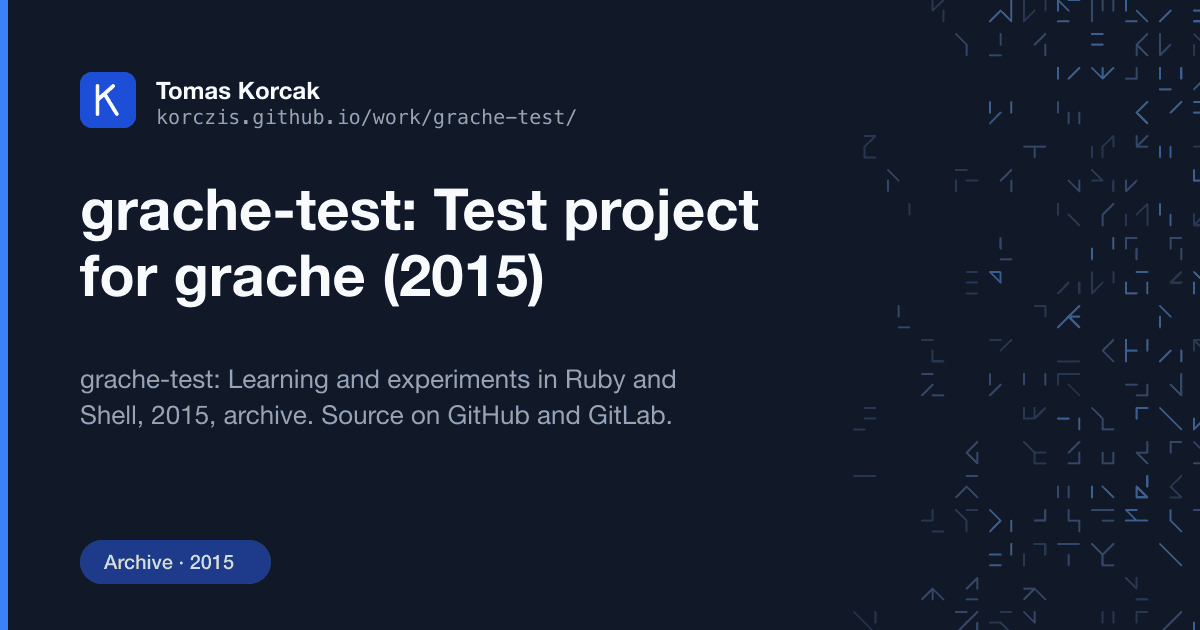 K
Tomas Korcak
korczis.github.io/work/grache-test/
grache-test: Test project
for grache (2015)
grache-test: Learning and experiments in Ruby and
Shell, 2015, archive. Source on GitHub and GitLab.
Archive · 2015